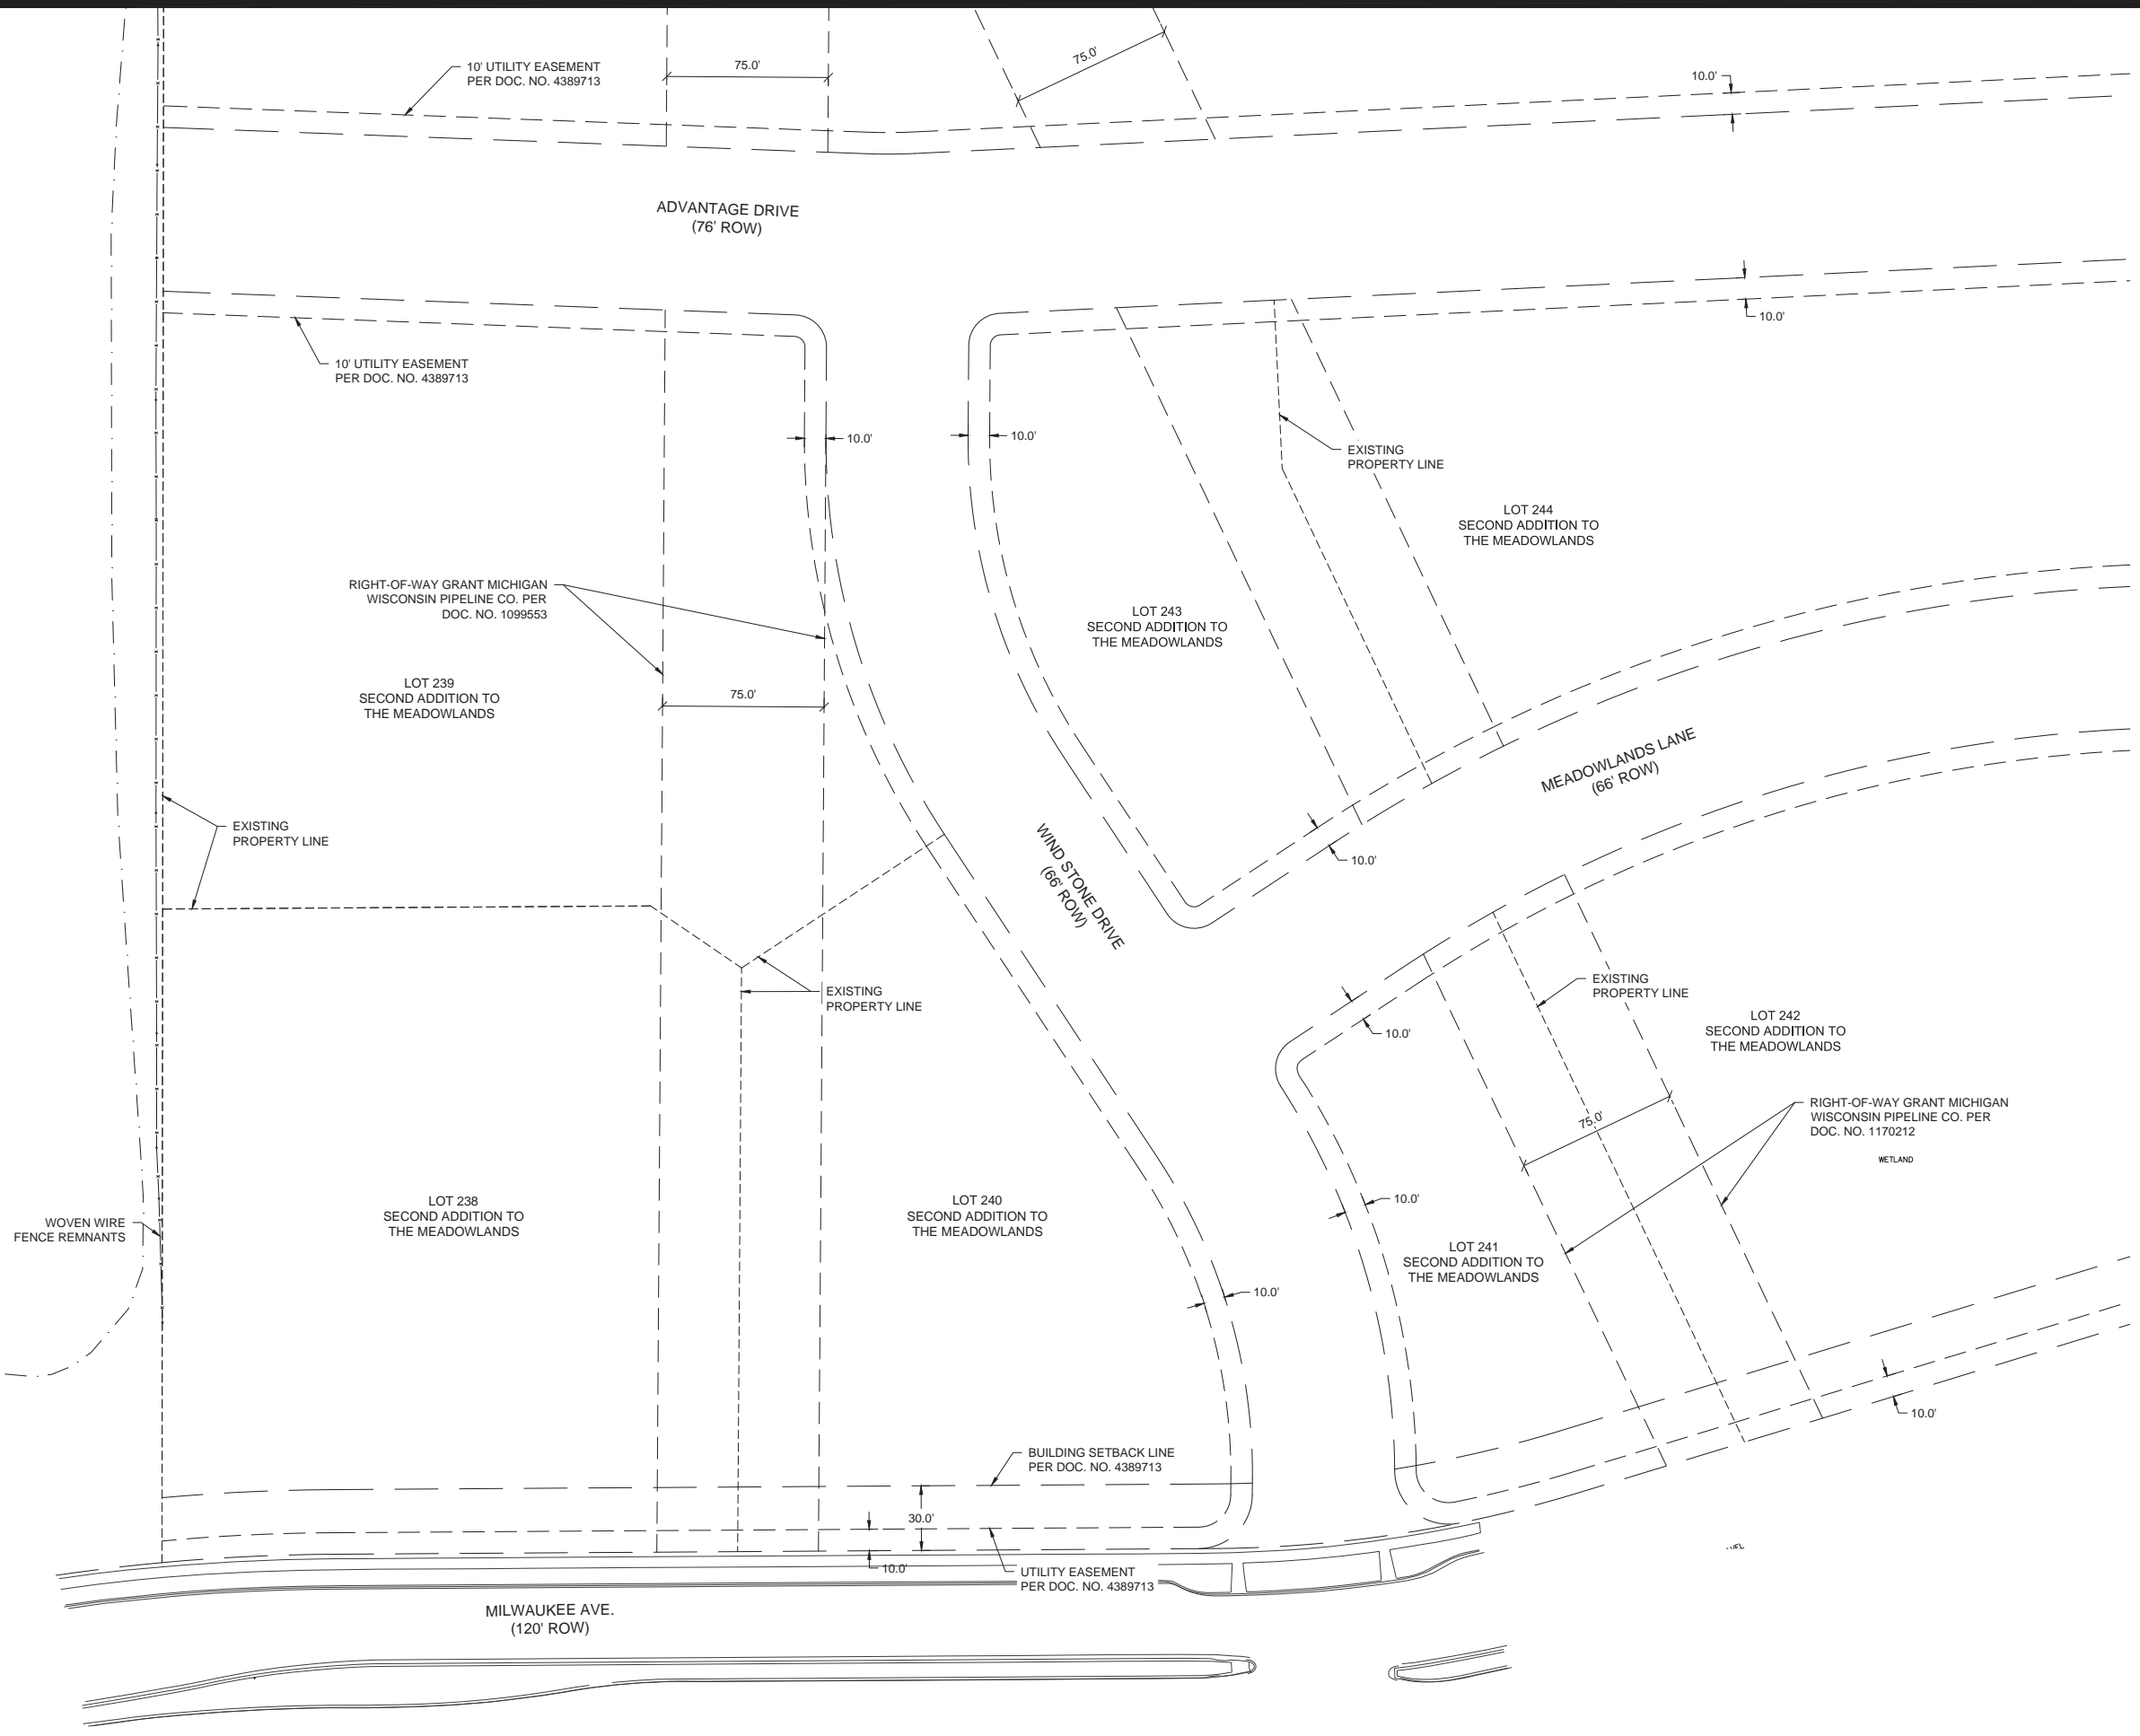 10' UTILITY EASEMENT
PER DOC. NO. 4389713
75.0'
75.0'
10.0'
ADVANTAGE DRIVE
(76' ROW)
10.0'
10' UTILITY EASEMENT
PER DOC. NO. 4389713
10.0'
10.0'
EXISTING
PROPERTY LINE
LOT 244
SECOND ADDITION TO
THE MEADOWLANDS
RIGHT-OF-WAY GRANT MICHIGAN
WISCONSIN PIPELINE CO. PER
DOC. NO. 1099553
LOT 243
SECOND ADDITION TO
THE MEADOWLANDS
LOT 239
SECOND ADDITION TO
THE MEADOWLANDS
75.0'
MEADOWLANDS LANE
(66' ROW)
EXISTING
PROPERTY LINE
WIND STONE DRIVE
(66' ROW)
10.0'
EXISTING
PROPERTY LINE
EXISTING
PROPERTY LINE
10.0'
LOT 242
SECOND ADDITION TO
THE MEADOWLANDS
75.0'
RIGHT-OF-WAY GRANT MICHIGAN
WISCONSIN PIPELINE CO. PER
DOC. NO. 1170212
WETLAND
LOT 238
SECOND ADDITION TO
THE MEADOWLANDS
LOT 240
SECOND ADDITION TO
THE MEADOWLANDS
10.0'
WOVEN WIRE
FENCE REMNANTS
LOT 241
SECOND ADDITION TO
THE MEADOWLANDS
10.0'
10.0'
BUILDING SETBACK LINE
PER DOC. NO. 4389713
30.0'
10.0'
UTILITY EASEMENT
PER DOC. NO. 4389713
MILWAUKEE AVE.
(120' ROW)